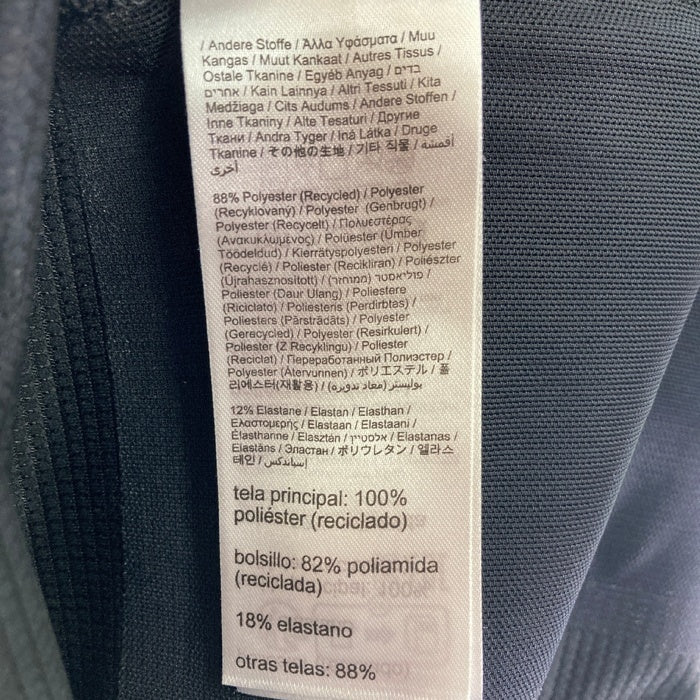 / Andere Stoffe / Άλλα Υφάσματα / Muu
Kangas / Muut Kankaat / Autres Tissus /
Ostale Tkanine / Egyéb Anyag / בדים
אחרים / Kain Lainnya / Altri Tessuti / Kita
Medžiaga / Cits Audums / Andere Stoffen /
Inne Tkaniny / Alte Tesaturi / Другие
Ткани / Andra Tyger / Iná Látka / Druge
Tkanine / その他の生地 / 기타 직물 / أقمشة
أخرى
88% Polyester (Recycled) / Polyester
(Recyklovaný) / Polyester (Genbrugt) /
Polyester (Recycelt) / Πολυεστέρας
(Ανακυκλωμένος) / Polüester (Ümber
Töödeldud) / Kierrätyspolyesteri / Polyester
(Recyclé) / Poliester (Recikliran) / Poliészter
(Újrahasznosított) / פוליאסטר (ממוחזר) /
Poliester (Daur Ulang) / Poliestere
(Riciclato) / Poliesteris (Perdirbtas) /
Poliesters (Pārstrādāts) / Polyester
(Gerecycled) / Polyester (Resirkulert) /
Poliester (Z Recyklingu) / Poliester
(Reciclat) / Переработанный Полиэстер /
Polyester (Återvunnen) / ポリエステル / 폴
리에스터(재활용) / بوليستر (معاد تدويره)
12% Elastane / Elastan / Elasthan /
Ελαστομερής / Elastaan / Elastaani /
Élasthanne / Elasztán / אלסטיין / Elastanas /
Elastāns / Эластан / ポリウレタン / 엘라스
테인 / إسباندكس
tela principal: 100%
poliéster (reciclado)
bolsillo: 82% poliamida
(reciclada)
18% elastano
otras telas: 88%